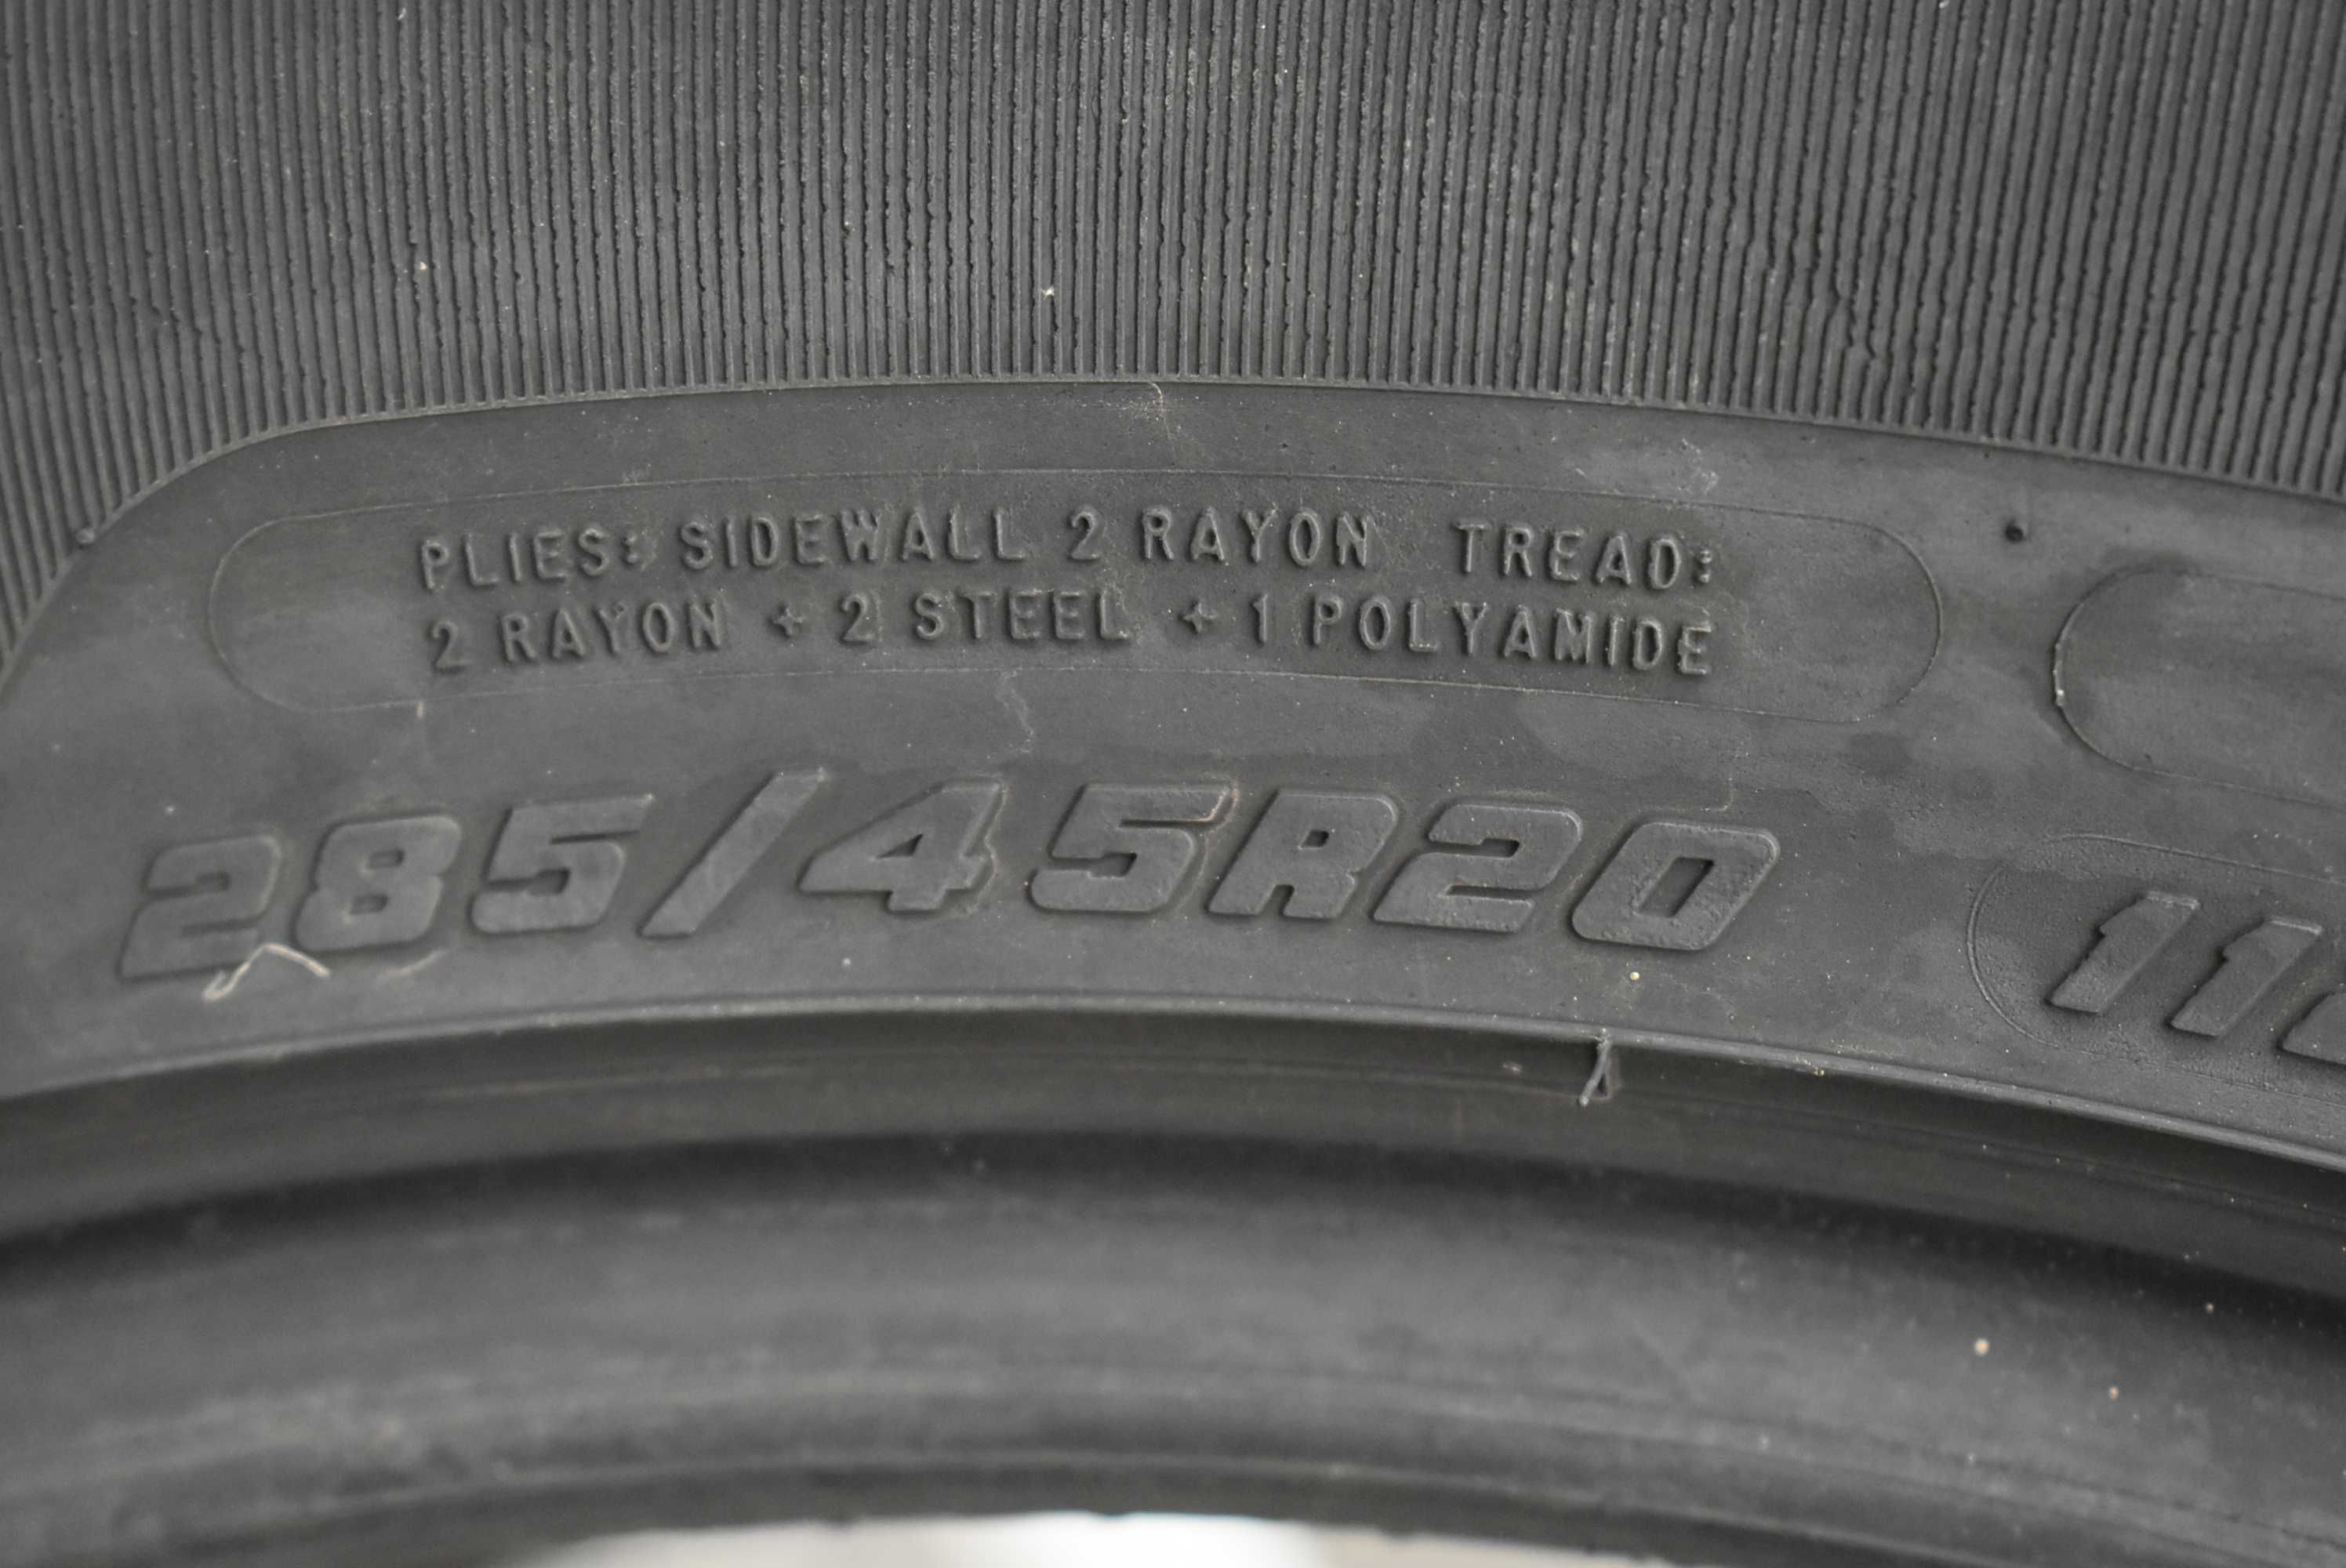 PLIES: SIDEWALL 2 RAYON TREAD:
2 RAYON + 2 STEEL + 1 POLYAMIDE
285/45R20